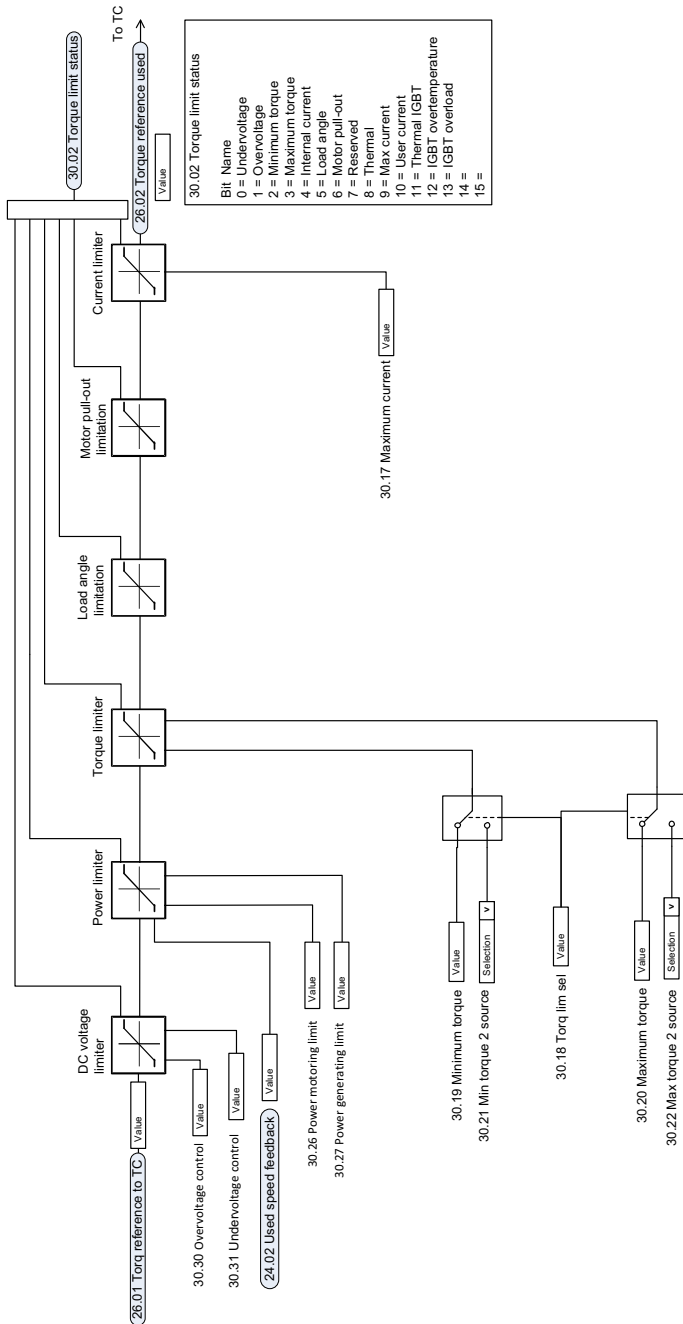 26.01 Torq reference to TC
Value
30.30 Overvoltage control
Value
30.31 Undervoltage control
Value
24.02 Used speed feedback
Value
30.26 Power motoring limit
Value
30.27 Power generating limit
Value
30.19 Minimum torque
Value
30.21 Min torque 2 source
Selection
v
30.18 Torq lim sel
Value
30.20 Maximum torque
Value
30.22 Max torque 2 source
Selection
v
30.17 Maximum current
Value
DC voltage
limiter
Power limiter
Torque limiter
Load angle
limitation
Motor pull-out
limitation
Current limiter
30.02 Torque limit status
26.02 Torque reference used
To TC
Value
30.02 Torque limit status
Bit Name
0 = Undervoltage
1 = Overvoltage
2 = Minimum torque
3 = Maximum torque
4 = Internal current
5 = Load angle
6 = Motor pull-out
7 = Reserved
8 = Thermal
9 = Max current
10 = User current
11 = Thermal IGBT
12 = IGBT overtemperature
13 = IGBT overload
14 =
15 =